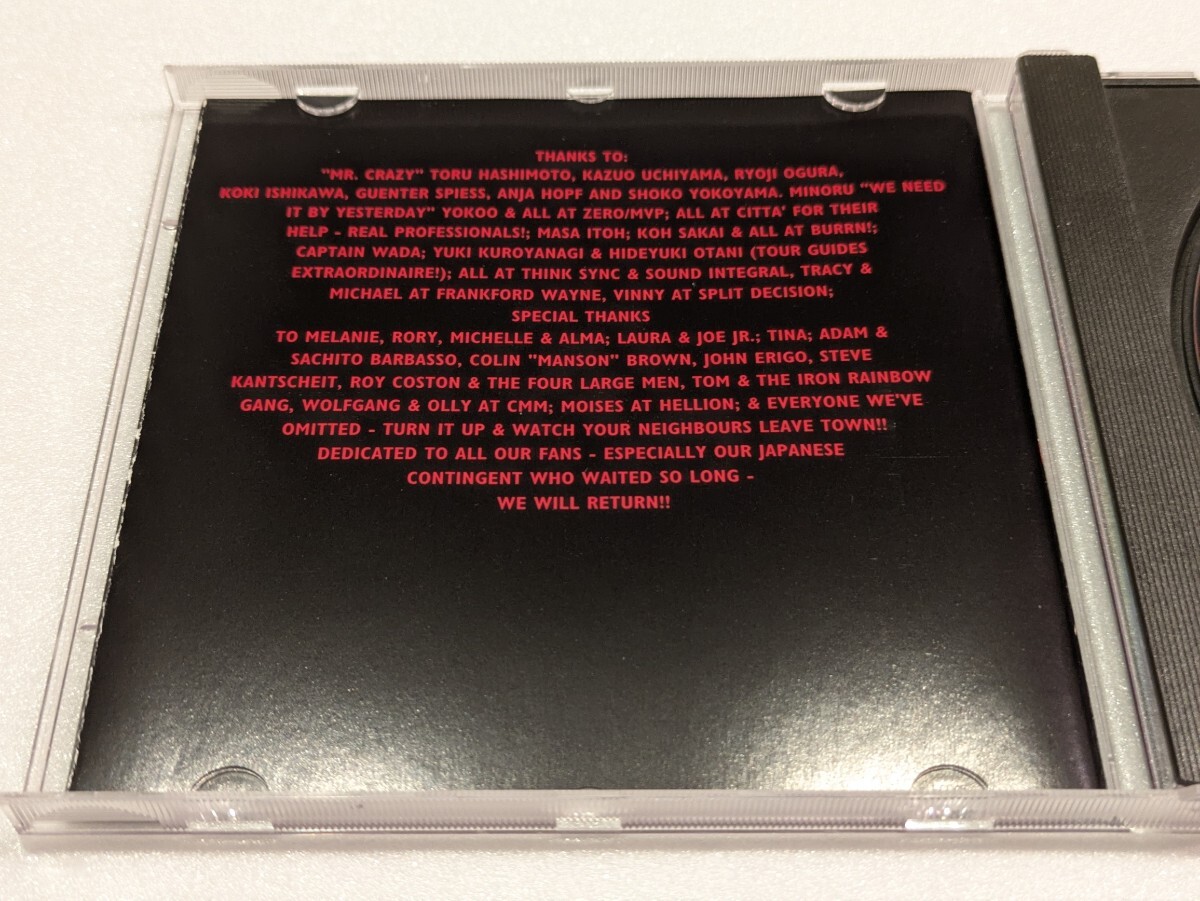 THANKS TO:
"MR. CRAZY" TORU HASHIMOTO, KAZUO UCHIYAMA, RYOJI OGURA,
KOKI ISHIKAWA, GUENTER SPIESS, ANJA HOPF AND SHOKO YOKOYAMA. MINORU "WE NEED
IT BY YESTERDAY" YOKOO & ALL AT ZERO/MVP; ALL AT CITTA' FOR THEIR
HELP - REAL PROFESSIONALS!; MASA ITOH; KOH SAKAI & ALL AT BURRN!;
CAPTAIN WADA; YUKI KUROYANAGI & HIDEYUKI OTANI (TOUR GUIDES
EXTRAORDINAIRE!); ALL AT THINK SYNC & SOUND INTEGRAL, TRACY &
MICHAEL AT FRANKFORD WAYNE, VINNY AT SPLIT DECISION;
SPECIAL THANKS
TO MELANIE, RORY, MICHELLE & ALMA; LAURA & JOE JR.; TINA; ADAM &
SACHITO BARBASSO, COLIN "MANSON" BROWN, JOHN ERIGO, STEVE
KANTSCHEIT, ROY COSTON & THE FOUR LARGE MEN, TOM & THE IRON RAINBOW
GANG, WOLFGANG & OLLY AT CMM; MOISES AT HELLION; & EVERYONE WE'VE
OMITTED - TURN IT UP & WATCH YOUR NEIGHBOURS LEAVE TOWN!!
DEDICATED TO ALL OUR FANS - ESPECIALLY OUR JAPANESE
CONTINGENT WHO WAITED SO LONG -
WE WILL RETURN!!